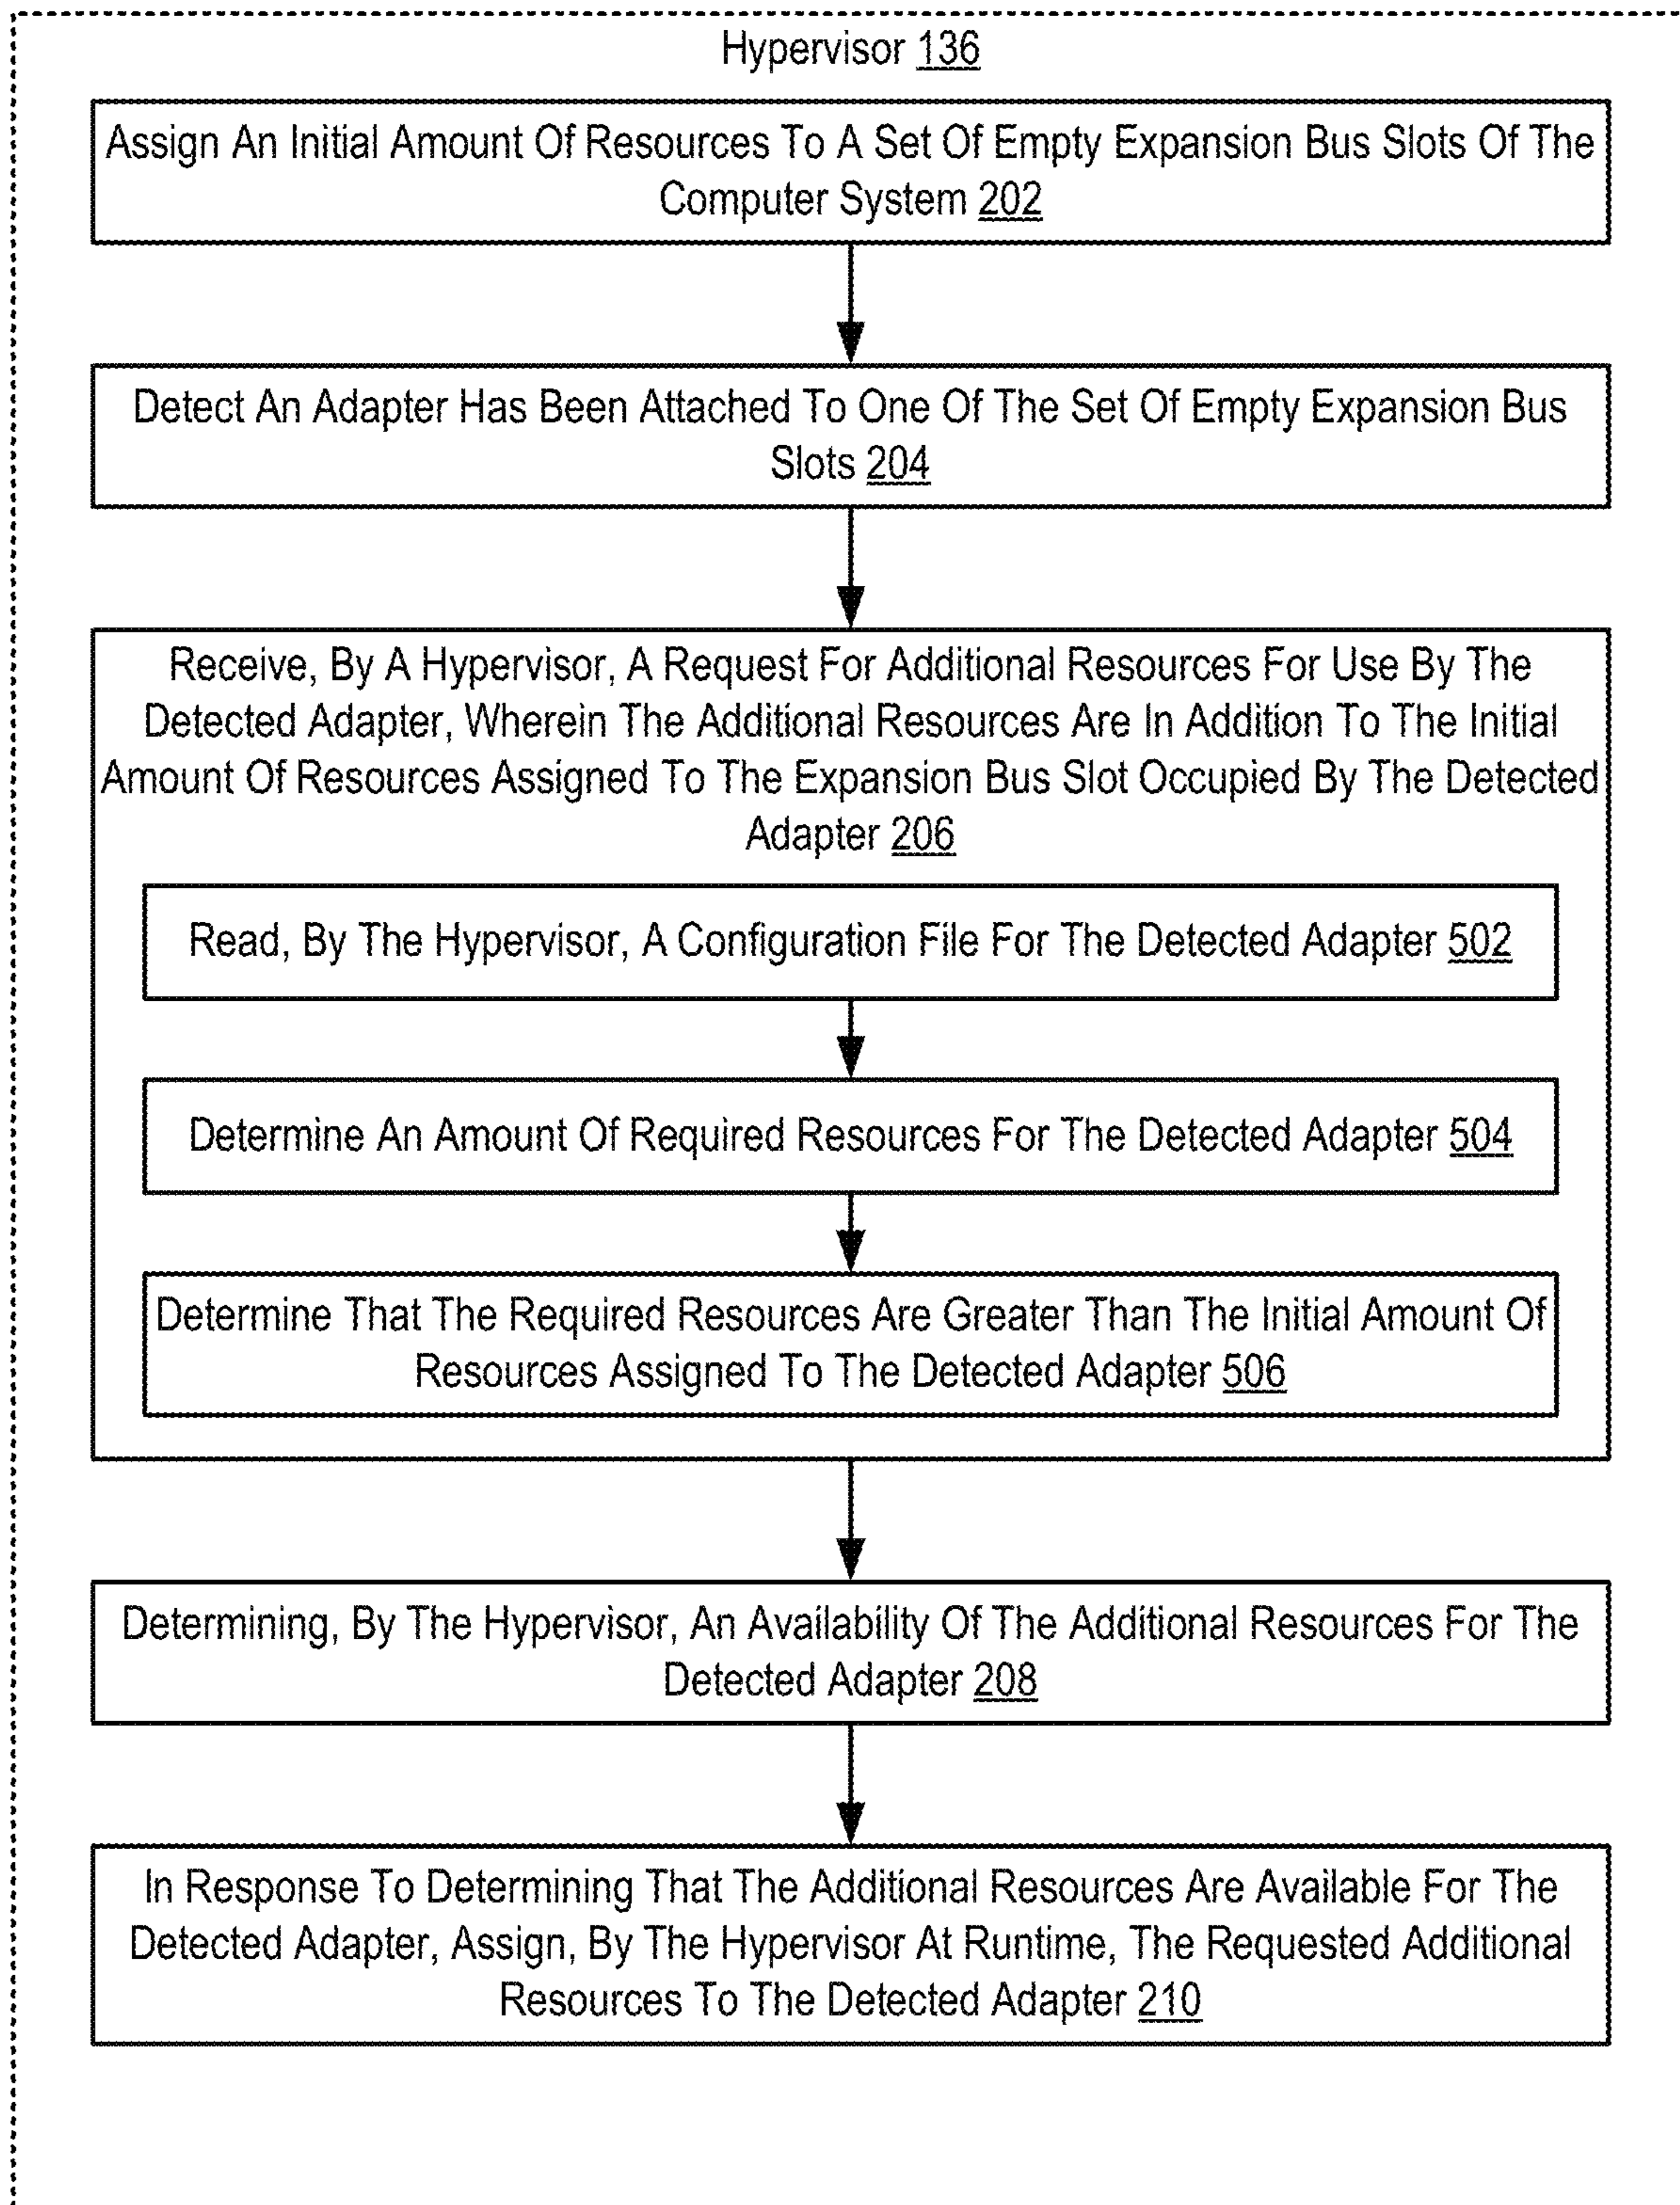 Hypervisor 136
Assign An Initial Amount Of Resources To A Set Of Empty Expansion Bus Slots Of The
Computer System 202
Detect An Adapter Has Been Attached To One Of The Set Of Empty Expansion Bus
Slots 204
Receive, By A Hypervisor, A Request For Additional Resources For Use By The
Detected Adapter, Wherein The Additional Resources Are In Addition To The Initial
Amount Of Resources Assigned To The Expansion Bus Slot Occupied By The Detected
Adapter 206
Read, By The Hypervisor, A Configuration File For The Detected Adapter 502
Determine An Amount Of Required Resources For The Detected Adapter 504
Determine That The Required Resources Are Greater Than The Initial Amount Of
Resources Assigned To The Detected Adapter 506
Determining, By The Hypervisor, An Availability Of The Additional Resources For The
Detected Adapter 208
In Response To Determining That The Additional Resources Are Available For The
Detected Adapter, Assign, By The Hypervisor At Runtime, The Requested Additional
Resources To The Detected Adapter 210